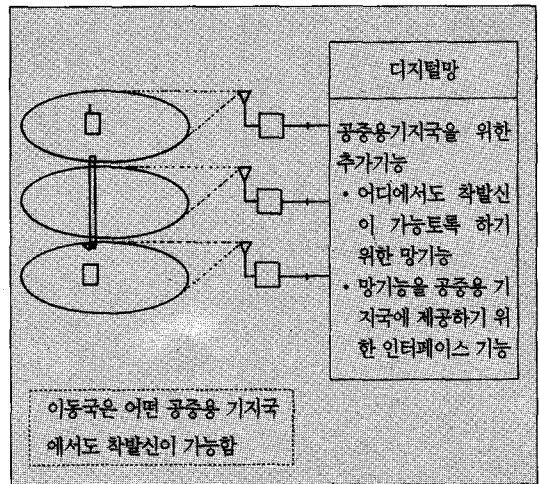 디지털망
공중용기지국을 위한
추가기능
• 어디에서도 착발신
이 가능토록 하기
위한 망기능
• 망기능을 공중용 기
지국에 제공하기 위
한 인터페이스 기능
이동국은 어떤 공중용 기지국
에서도 착발신이 가능함